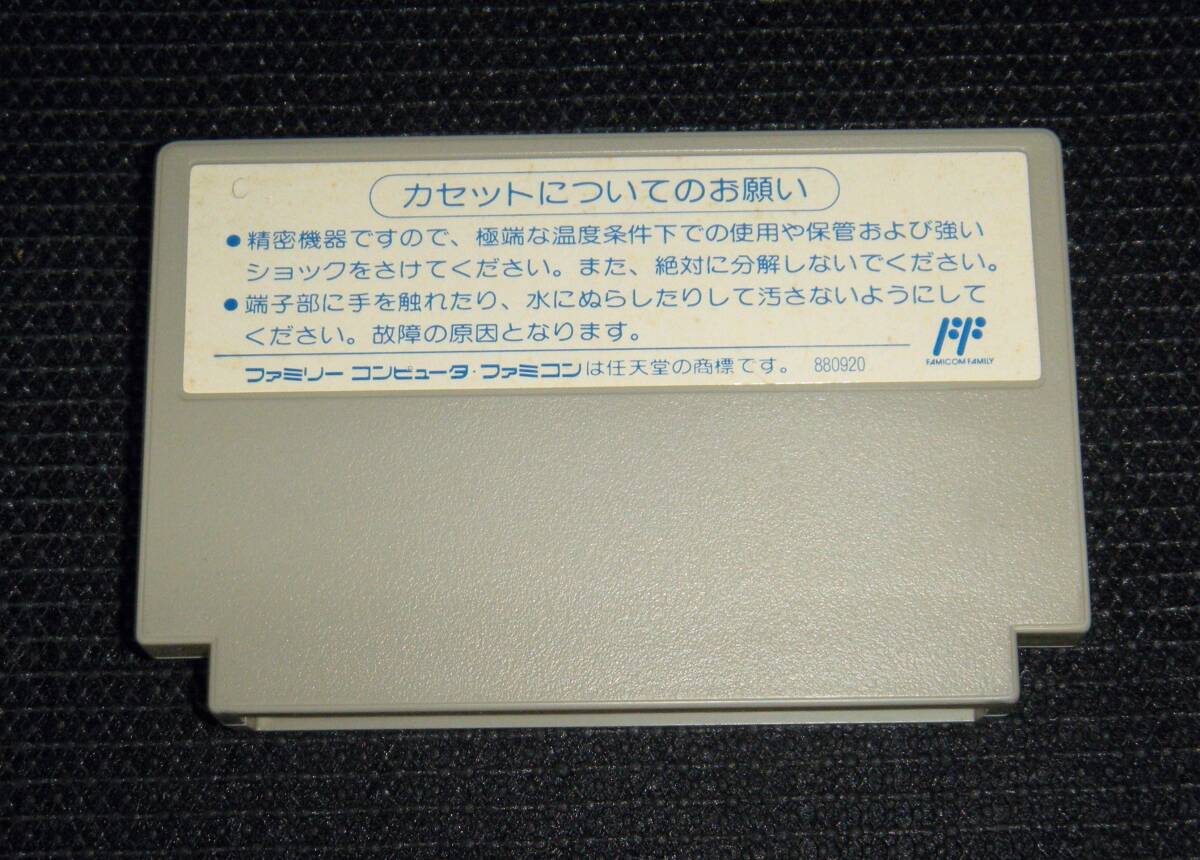 カセットについてのお願い
●精密機器ですので、極端な温度条件下での使用や保管および強い
ショックをさけてください。また、絶対に分解しないでください。
●端子部に手を触れたり、水にぬらしたりして汚さないようにして
ください。故障の原因となります。
FAMICOM FAMILY
ファミリー コンピュータ・ファミコンは任天堂の商標です。 880920